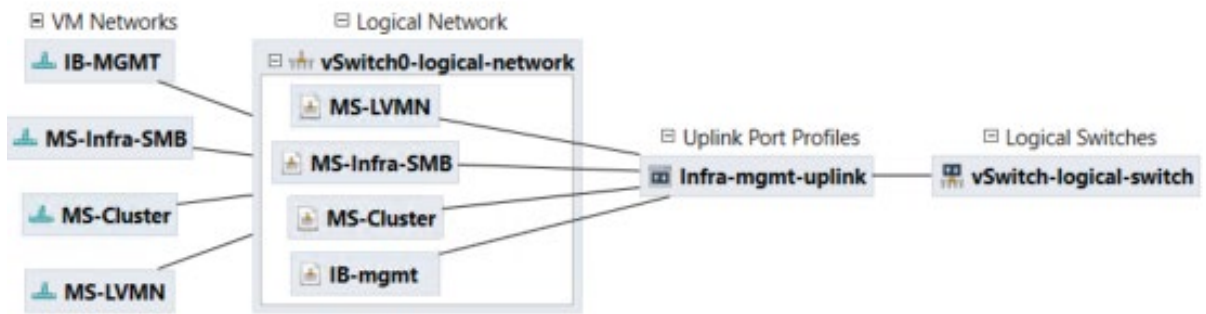 VM Networks
IB-MGMT
MS-Infra-SMB
MS-Cluster
MS-LVMN
Logical Network
vSwitch0-logical-network
MS-LVMN
MS-Infra-SMB
MS-Cluster
IB-mgmt
Uplink Port Profiles
Infra-mgmt-uplink
Logical Switches
vSwitch-logical-switch